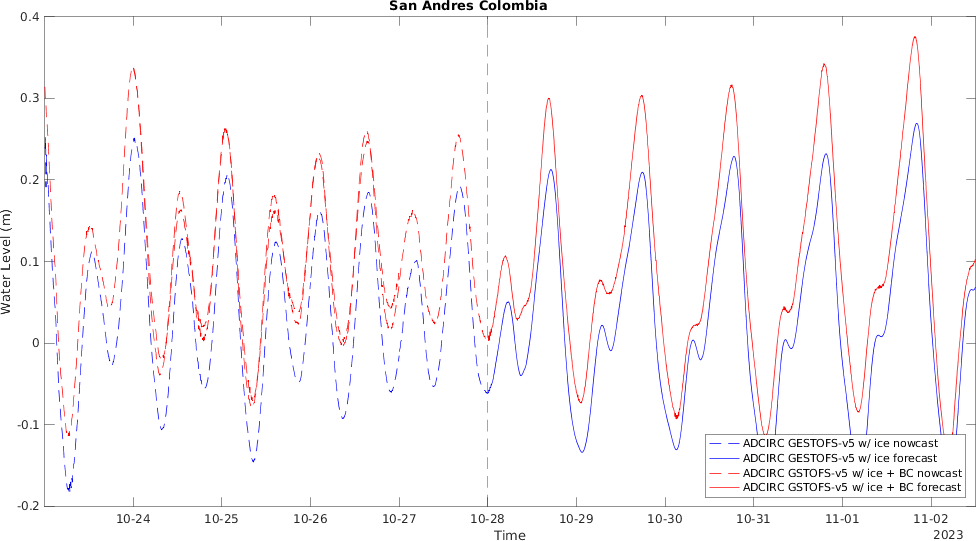 San Andres Colombia
0.4
0.3
0.2
0.1
0
-0.1
-0.2
Water Level (m)
10-24 10-25 10-26 10-27 10-28 10-29 10-30 10-31 11-01 11-02
Time
2023
ADCIRC GESTOFS-v5 w/ ice nowcast
ADCIRC GESTOFS-v5 w/ ice forecast
ADCIRC GSTOFS-v5 w/ ice + BC nowcast
ADCIRC GSTOFS-v5 w/ ice + BC forecast